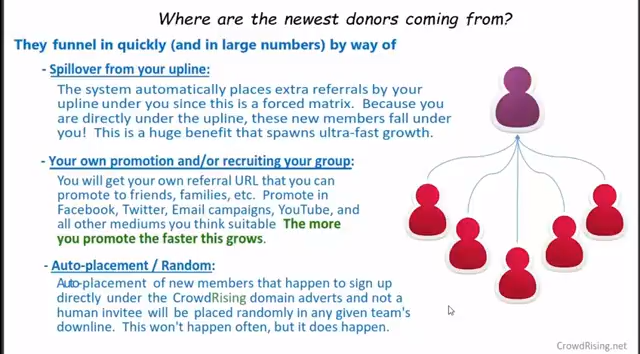 Where are the newest donors coming from?
They funnel in quickly (and in large numbers) by way of
- Spillover from your upline:
The system automatically places extra referrals by your
upline under you since this is a forced matrix. Because you
are directly under the upline, these new members fall under
you! This is a huge benefit that spawns ultra-fast growth.
- Your own promotion and/or recruiting your group:
You will get your own referral URL that you can
promote to friends, families, etc. Promote in
Facebook, Twitter, Email campaigns, YouTube, and
all other mediums you think suitable The more
you promote the faster this grows.
- Auto-placement / Random:
Auto-placement of new members that happen to sign up
directly under the CrowdRising domain adverts and not a
human invitee will be placed randomly in any given team's
downline. This won't happen often, but it does happen.
CrowdRising.net